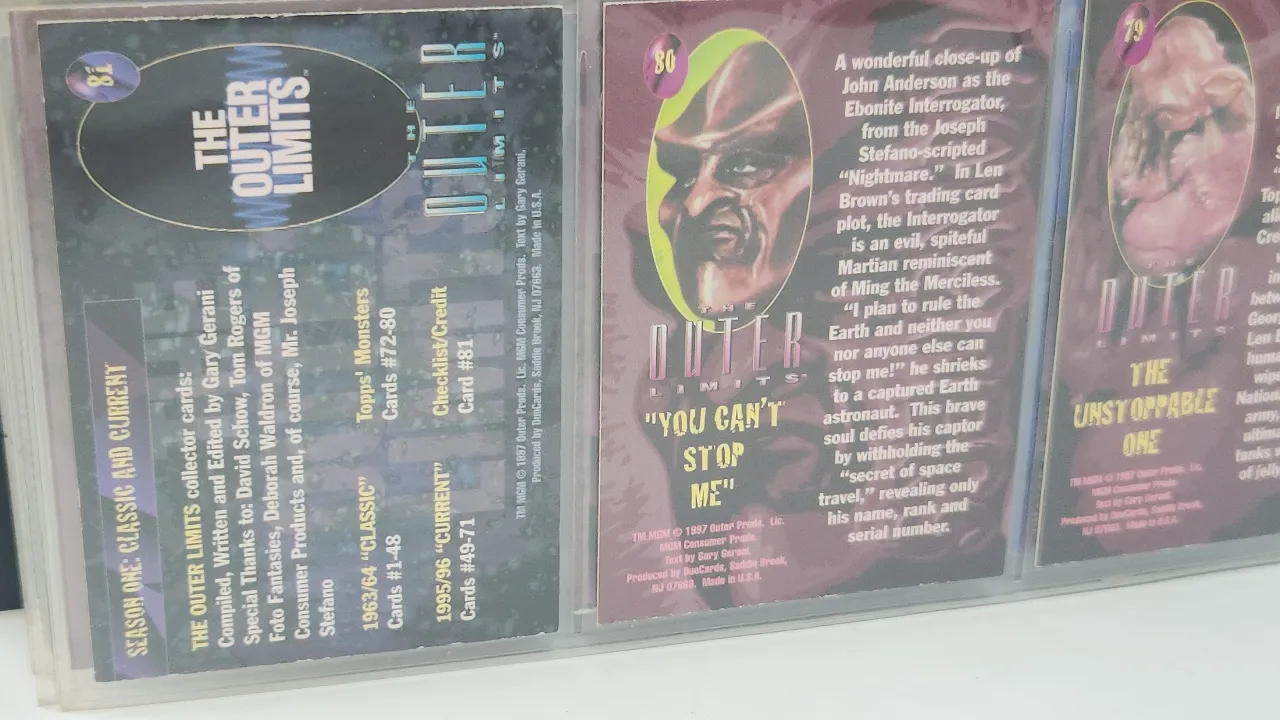 81
THE
OUTER
LIMITS™
THE
OUTER
LIMITS™
SEASON ONE: CLASSIC AND CURRENT
THE OUTER LIMITS collector cards:
Compiled, Written and Edited by Gary Gerani
Special Thanks to: David Schow, Tom Rogers of
Foto Fantasies, Deborah Waldron of MGM
Consumer Products and, of course, Mr. Joseph
Stefano
1963/64 “CLASSIC”
Cards #1-48
Topps' Monsters
Cards #72-80
1995/96 “CURRENT”
Cards #49-71
Checklist/Credit
Card #81
TM MGM © 1997 Outer Prods. Lic. MGM Consumer Prods. Text by Gary Gerani.
Produced by DuoCards, Saddle Brook, NJ 07663. Made in U.S.A.
80
THE
OUTER
LIMITS™
"YOU CAN'T
STOP
ME"
TM MGM © 1997 Outer Prods. Lic.
MGM Consumer Prods.
Text by Gary Gerani.
Produced by DuoCards, Saddle Brook,
NJ 07663. Made in U.S.A.
A wonderful close-up of
John Anderson as the
Ebonite Interrogator,
from the Joseph
Stefano-scripted
“Nightmare.” In Len
Brown's trading card
plot, the Interrogator
is an evil, spiteful
Martian reminiscent
of Ming the Merciless.
“I plan to rule the
Earth and neither you
nor anyone else can
stop me!” he shrieks
to a captured Earth
astronaut. This brave
soul defies his captor
by withholding the
“secret of space
travel,” revealing only
his name, rank and
serial number.
79
THE
OUTER
LIMITS
THE
UNSTOPPABLE
ONE
TM MGM © 1997 Outer Prods. Lic.
MGM Consumer Prods.
Text by Gary Gerani.
Produced by DuoCards, Saddle Brook,
NJ 07663. Made in U.S.A.
Len
wips
Nation
army
ultim
tanks
of jelly